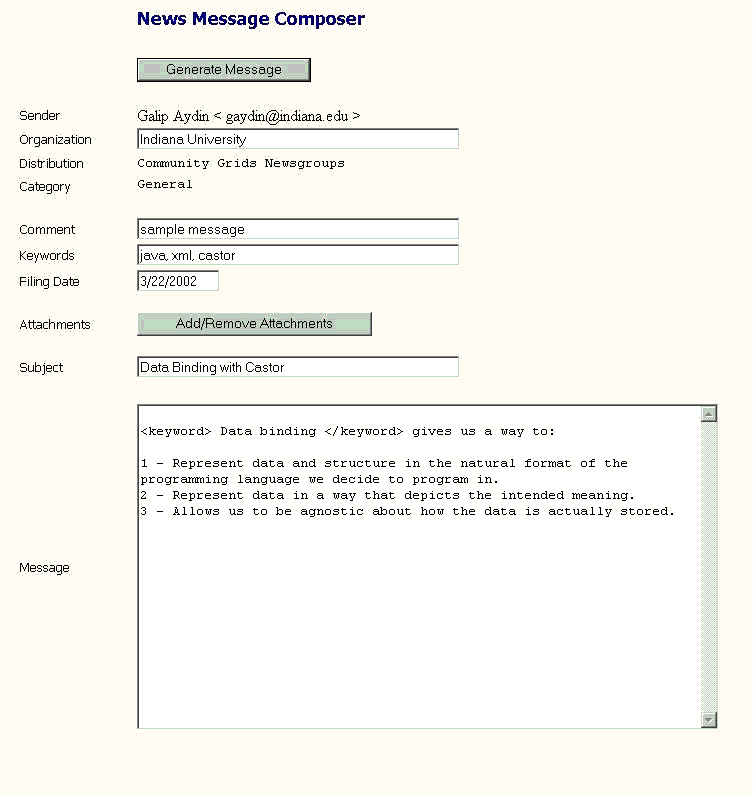 News Message Composer
Generate Message
Sender Galip Aydin < gaydin@indiana.edu >
Organization Indiana University
Distribution Community Grids Newsgroups
Category General
Comment sample message
Keywords java, xml, castor
Filing Date 3/22/2002
Attachments Add/Remove Attachments
Subject Data Binding with Castor
Message
<keyword> Data binding </keyword> gives us a way to:
1 - Represent data and structure in the natural format of the
programming language we decide to program in.
2 - Represent data in a way that depicts the intended meaning.
3 - Allows us to be agnostic about how the data is actually stored.